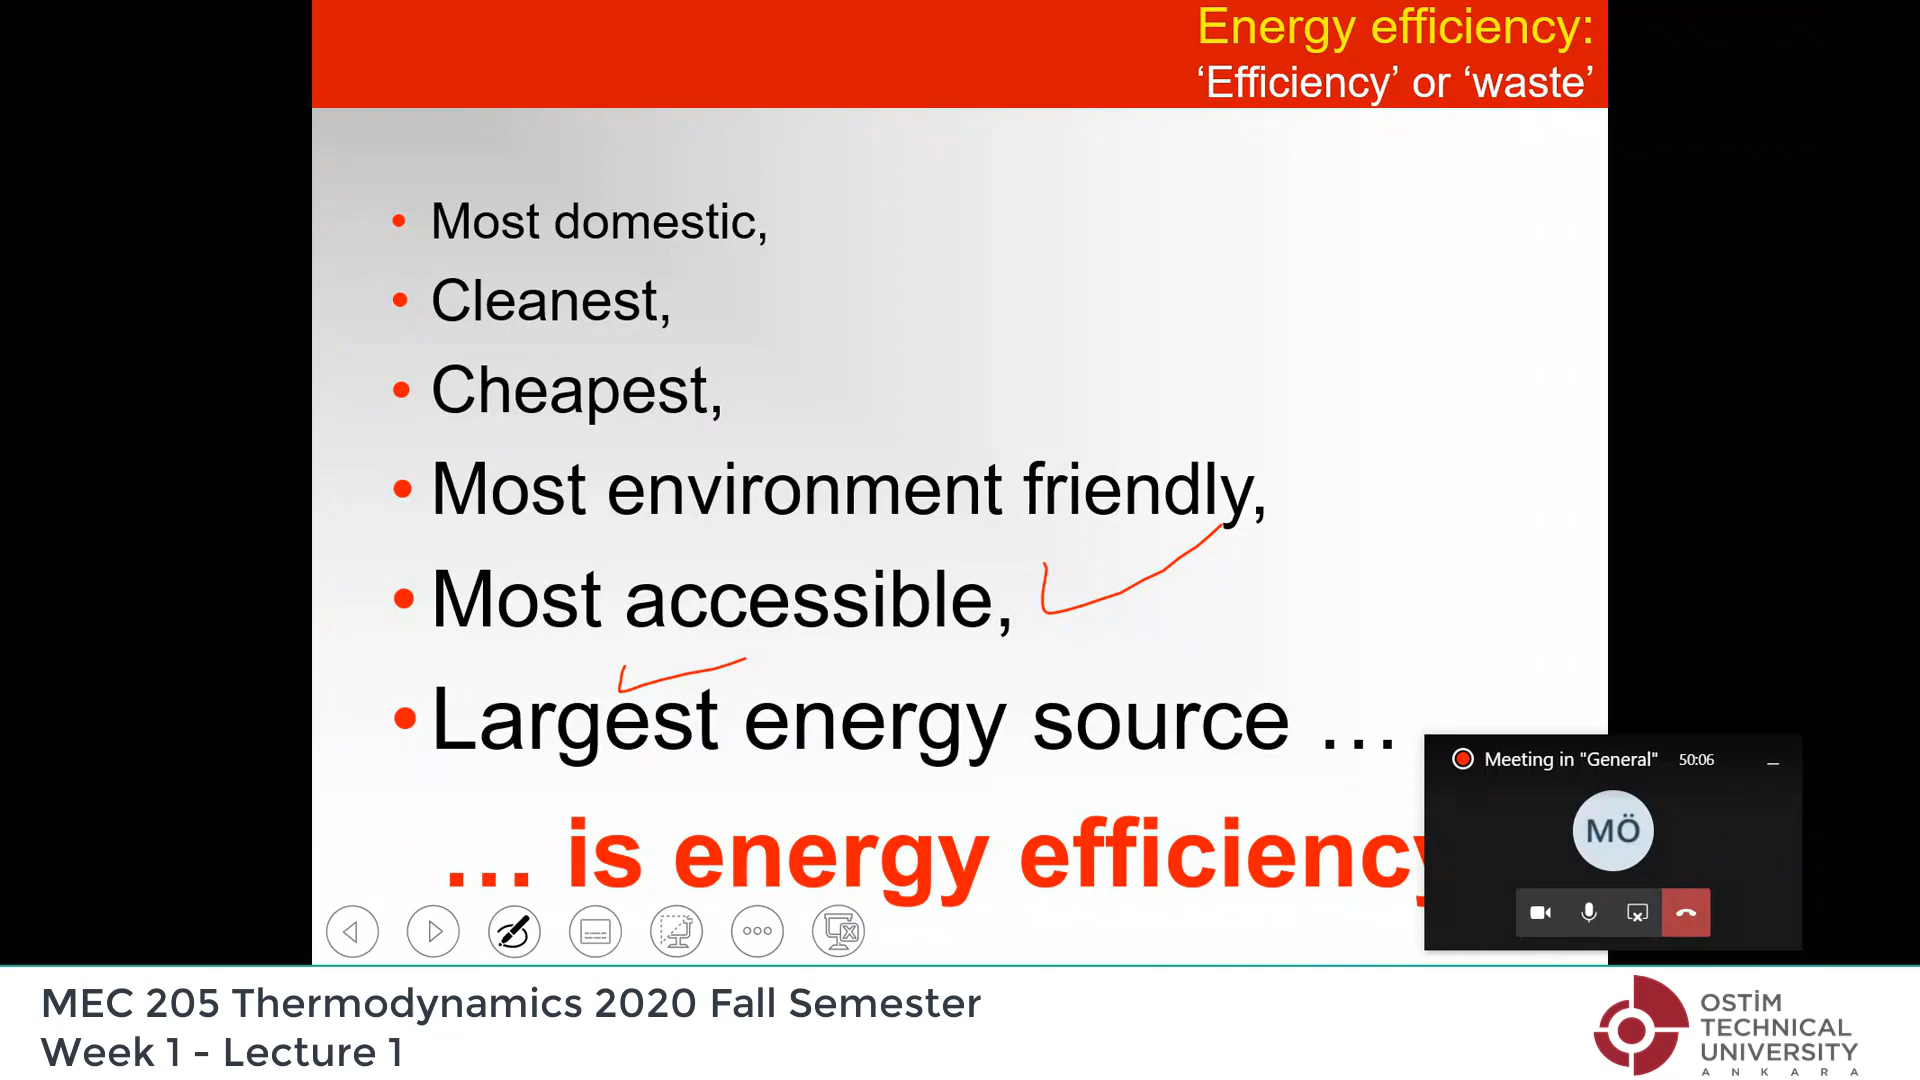 Energy efficiency:
‘Efficiency’ or ‘waste’
• Most domestic,
• Cleanest,
• Cheapest,
• Most environment friendly,
• Most accessible,
• Largest energy source …
… is energy efficiency
Meeting in "General" 50:06
MÖ
MEC 205 Thermodynamics 2020 Fall Semester
Week 1 - Lecture 1
OSTİM
TECHNICAL
UNIVERSITY
ANKARA